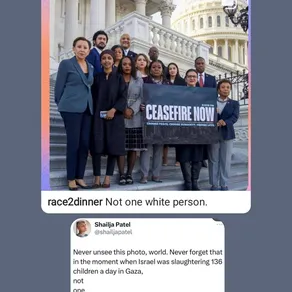 CEASEFIRE NOW
race2dinner Not one white person.
Shailja Patel
@shailjapatel
Never unsee this photo, world. Never forget that
in the moment when Israel was slaughtering 136
children a day in Gaza,
not
one